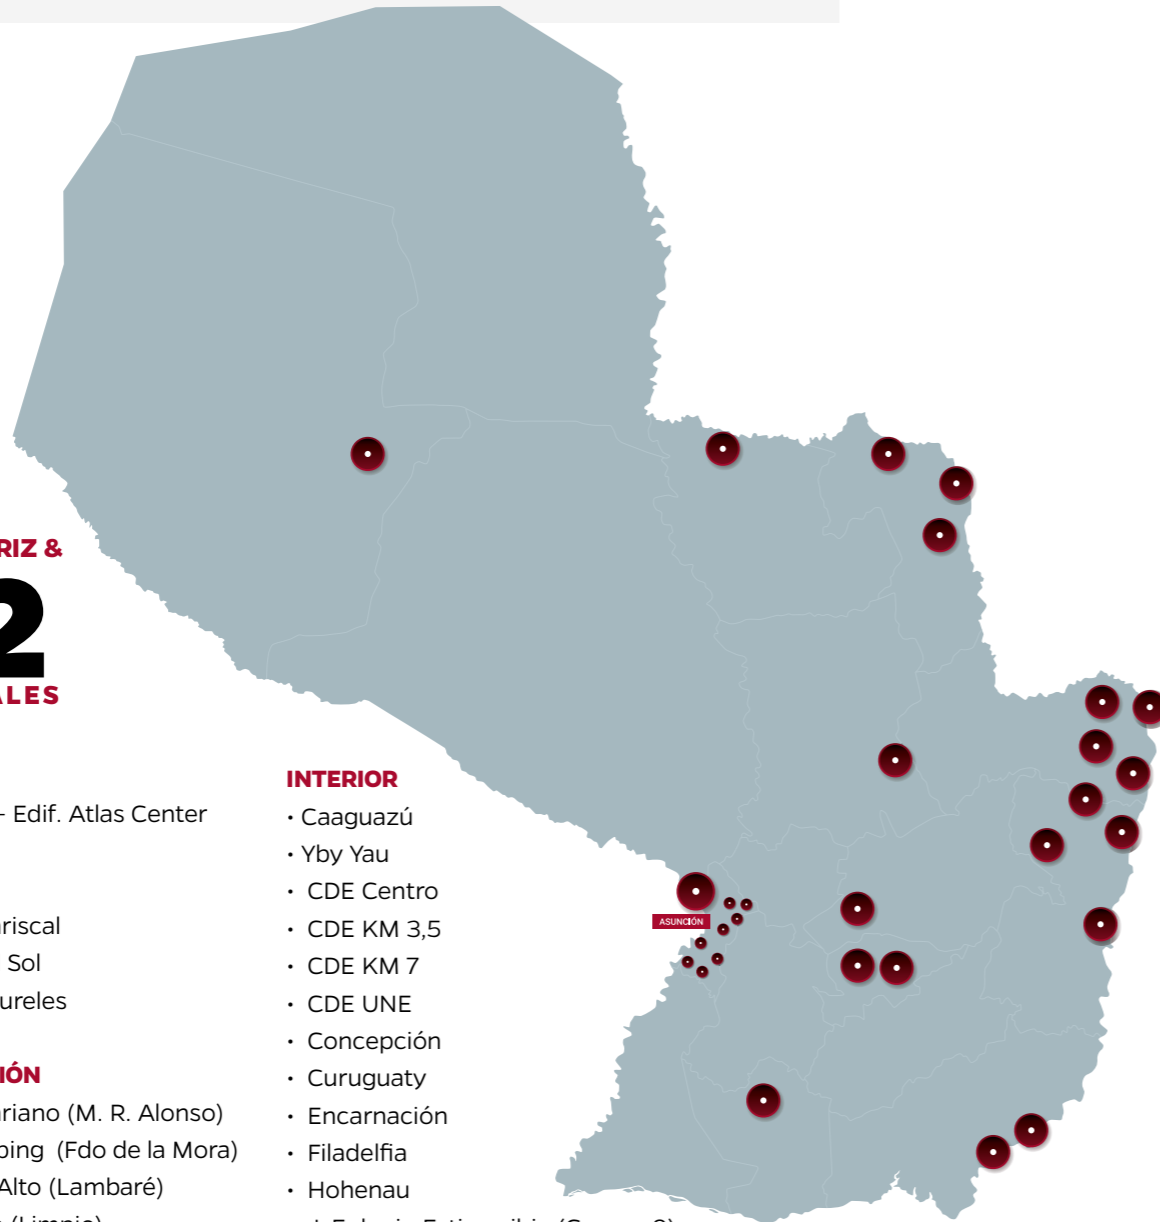 RIZ &
2
ALES
- Edif. Atlas Center
riscal
Sol
ureles
IÓN
riano (M. R. Alonso)
ping (Fdo de la Mora)
Alto (Lambaré)
(Limpio)
INTERIOR
• Caaguazú
• Yby Yau
• CDE Centro
• CDE KM 3,5
• CDE KM 7
• CDE UNE
• Concepción
• Curuguaty
• Encarnación
• Filadelfia
• Hohenau
ASUNCIÓN